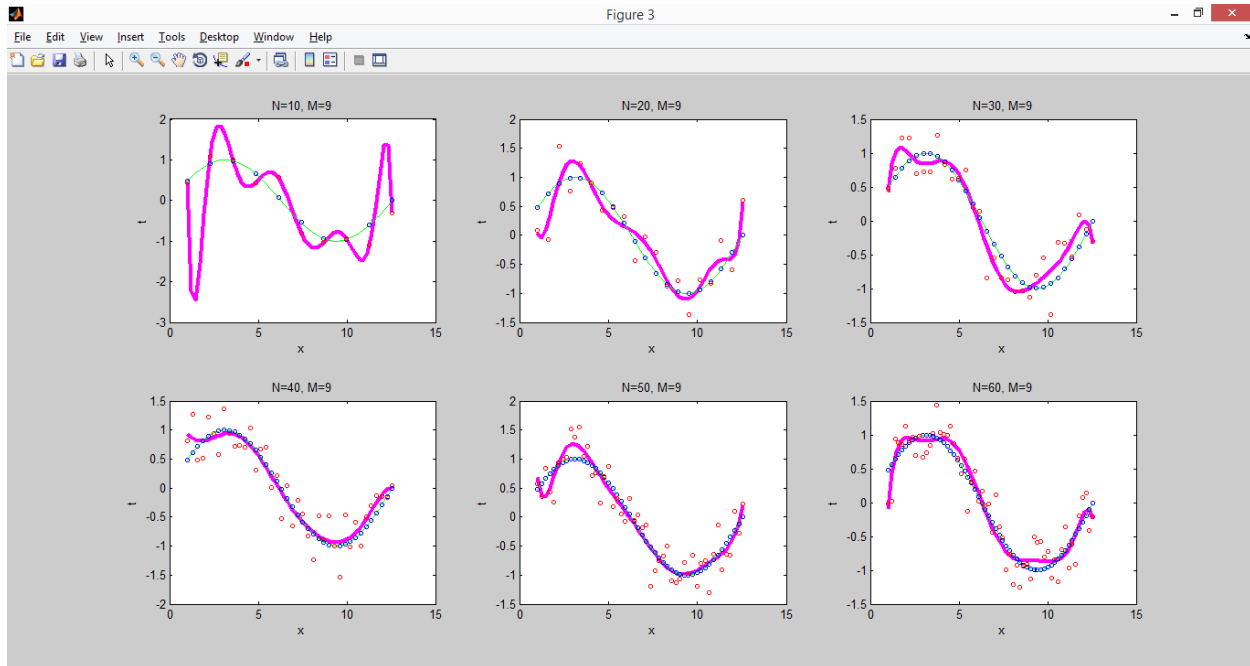 Figure 3
File Edit View Insert Tools Desktop Window Help
N=10, M=9
2
1
0
-1
-2
-3
t
0 5 10 15
x
N=20, M=9
2
1.5
1
0.5
0
-0.5
-1
-1.5
t
0 5 10 15
x
N=30, M=9
1.5
1
0.5
0
-0.5
-1
-1.5
t
0 5 10 15
x
N=40, M=9
1.5
1
0.5
0
-0.5
-1
-1.5
-2
t
0 5 10 15
x
N=50, M=9
2
1.5
1
0.5
0
-0.5
-1
-1.5
t
0 5 10 15
x
N=60, M=9
1.5
1
0.5
0
-0.5
-1
-1.5
t
0 5 10 15
x